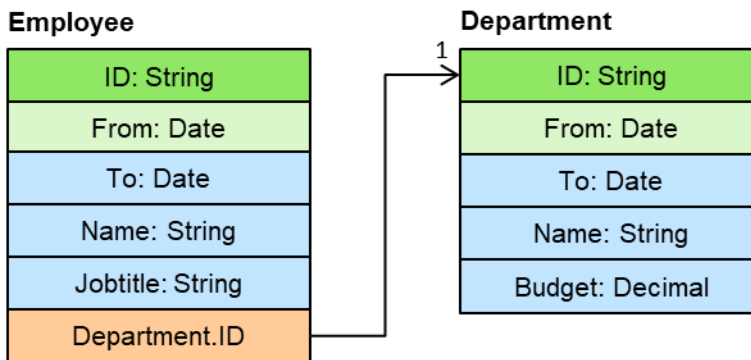 Employee
ID: String
From: Date
To: Date
Name: String
Jobtitle: String
Department.ID
1
Department
ID: String
From: Date
To: Date
Name: String
Budget: Decimal